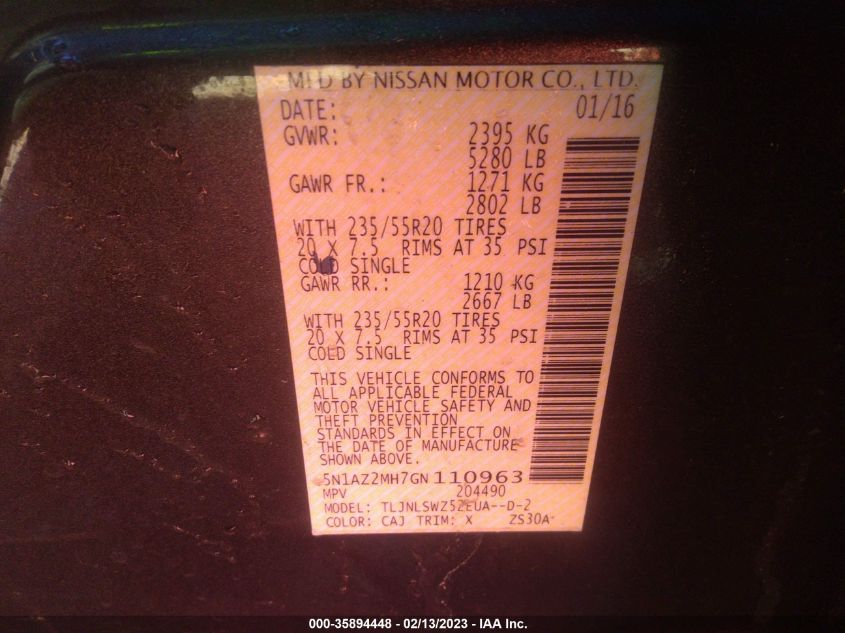 MFD BY NISSAN MOTOR CO., LTD.
DATE: 01/16
GVWR: 2395 KG
5280 LB
GAWR FR.: 1271 KG
2802 LB
WITH 235/55R20 TIRES
20 X 7.5 RIMS AT 35 PSI
COLD SINGLE
GAWR RR.: 1210 KG
2667 LB
WITH 235/55R20 TIRES
20 X 7.5 RIMS AT 35 PSI
COLD SINGLE
THIS VEHICLE CONFORMS TO
ALL APPLICABLE FEDERAL
MOTOR VEHICLE SAFETY AND
THEFT PREVENTION
STANDARDS IN EFFECT ON
THE DATE OF MANUFACTURE
SHOWN ABOVE.
5N1AZ2MH7GN110963
MPV 204490
MODEL: TLJNLSWZ52EUA--D-2
COLOR: CAJ TRIM: X ZS30A
000-35894448 - 02/13/2023 - IAA Inc.